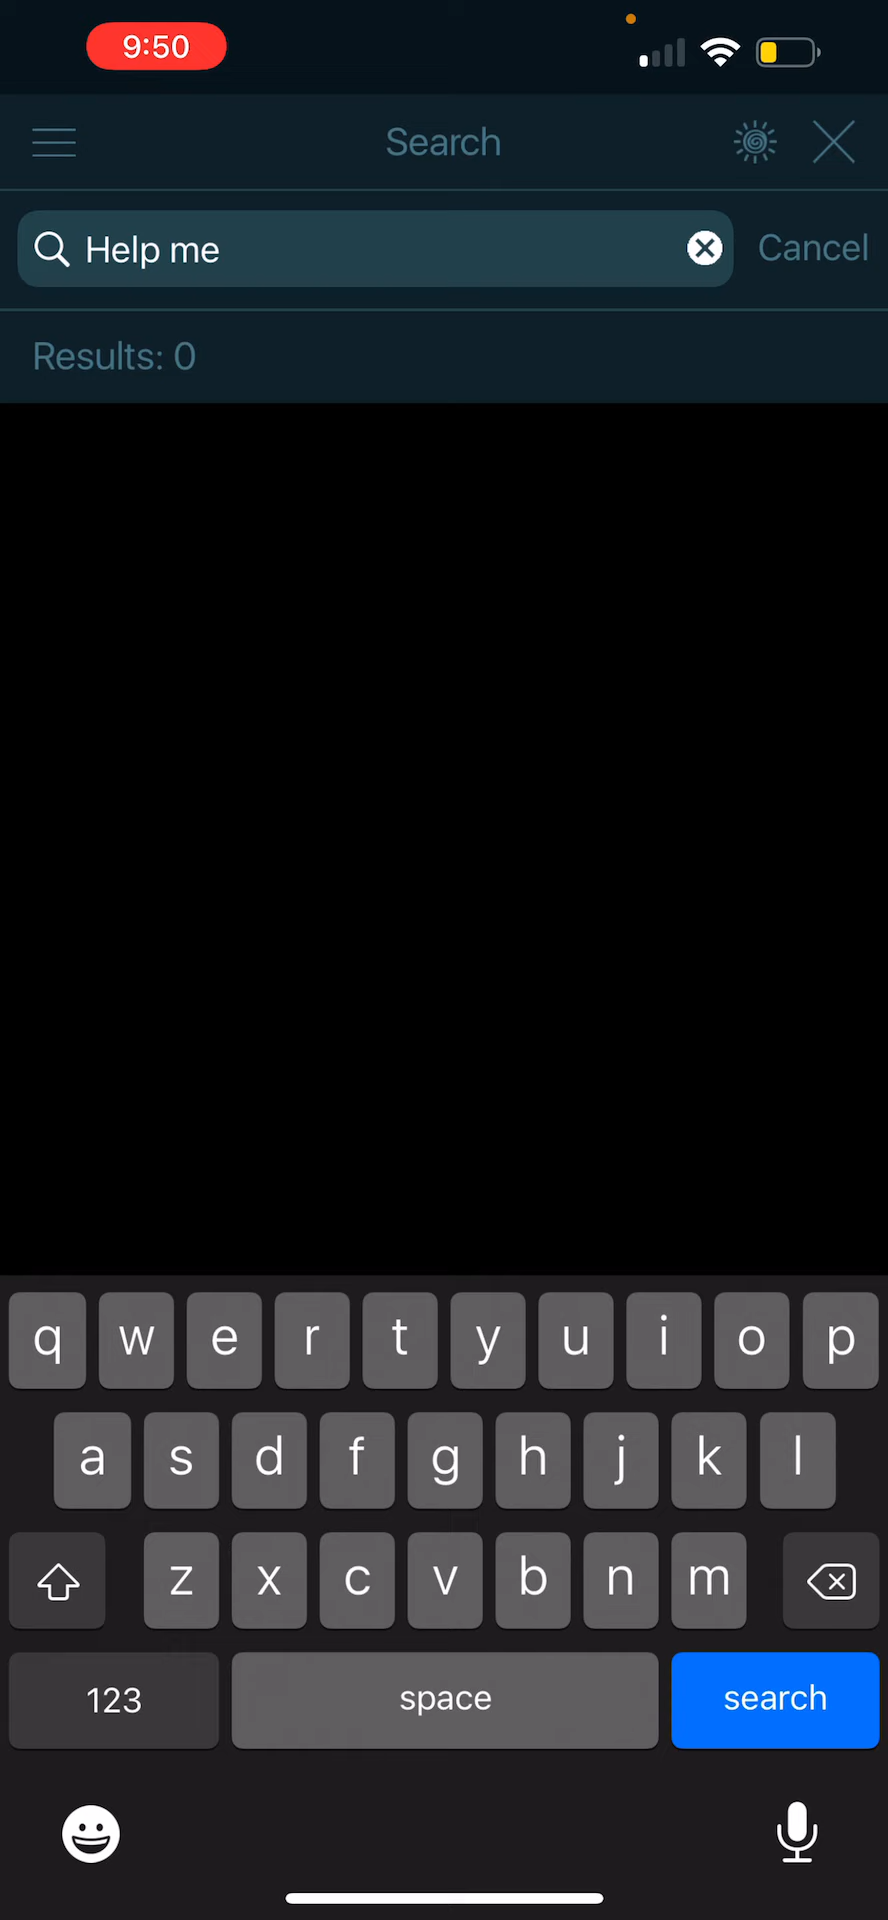 9:50
Search
Help me
Cancel
Results: 0
q w e r t y u i o p
a s d f g h j k l
z x c v b n m
123 space search